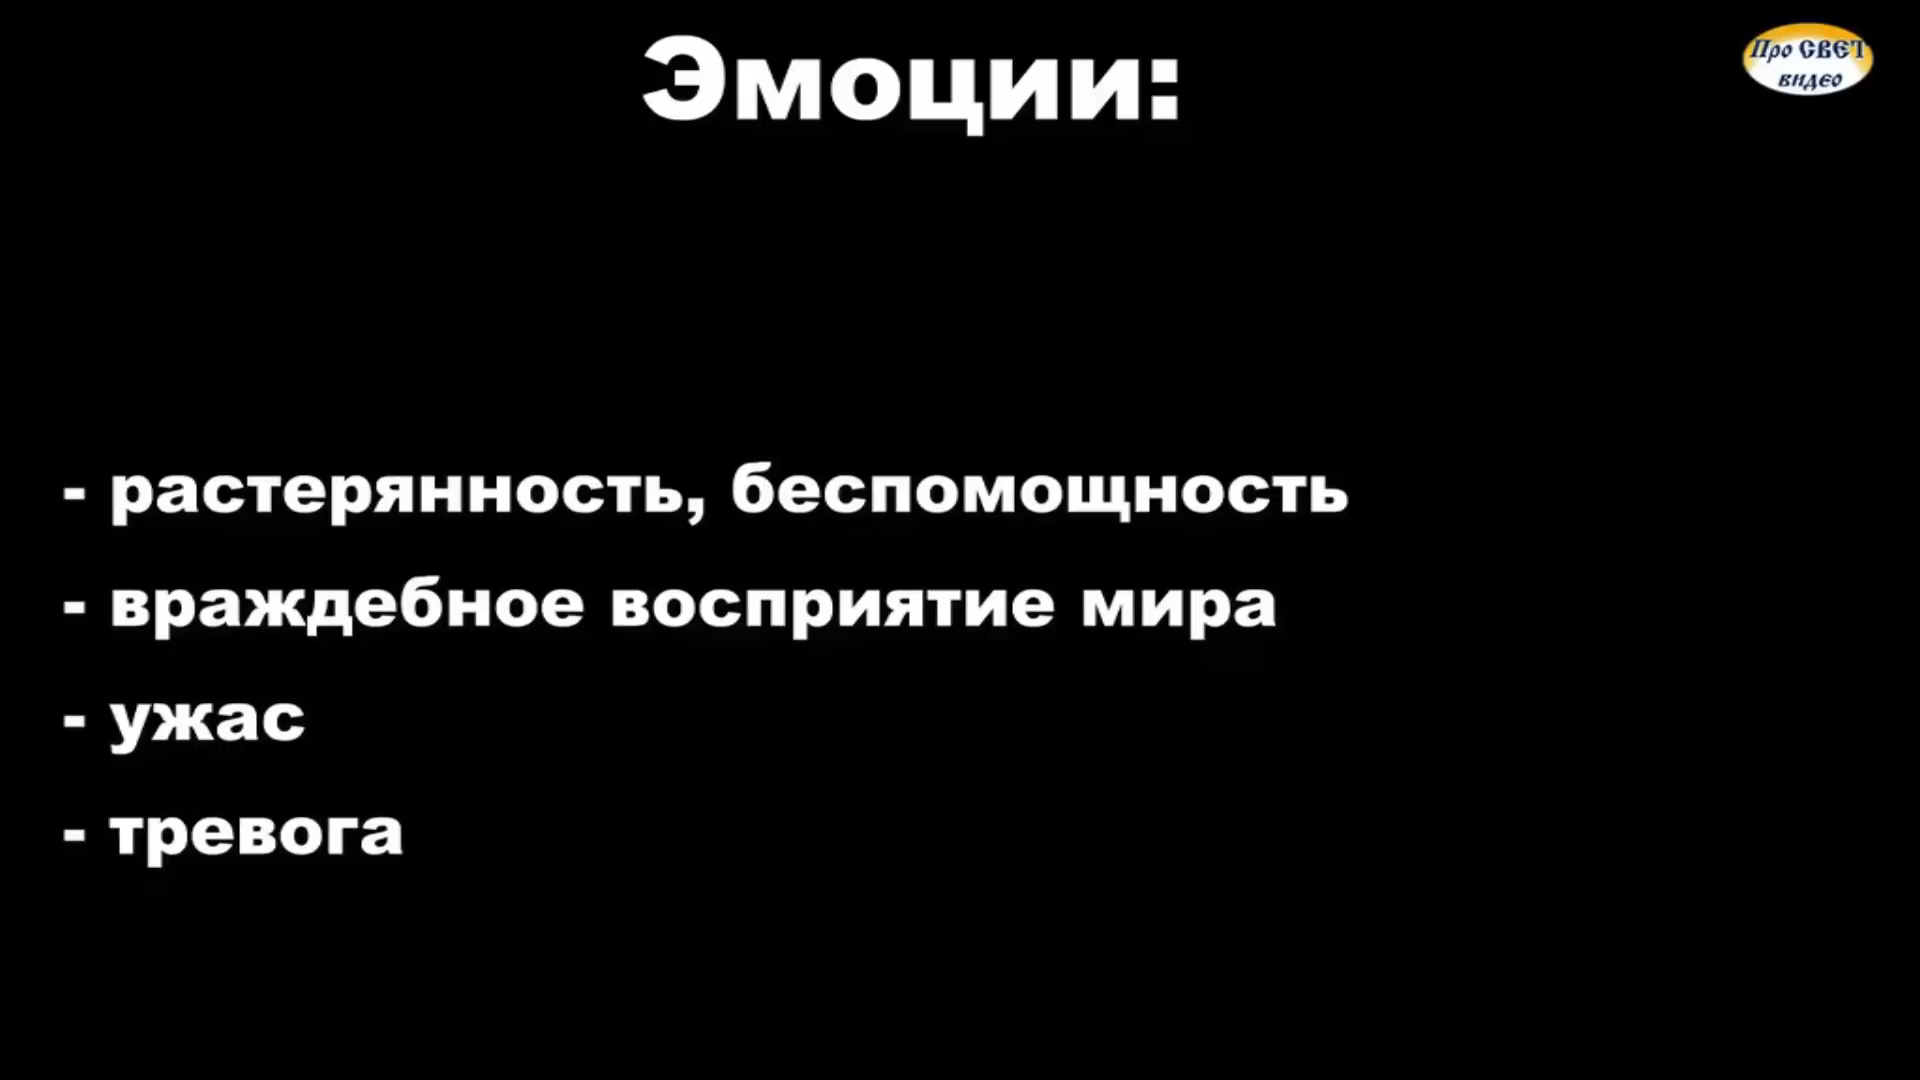 Эмоции:
Про СВЕТ
видео
- растерянность, беспомощность
- враждебное восприятие мира
- ужас
- тревога